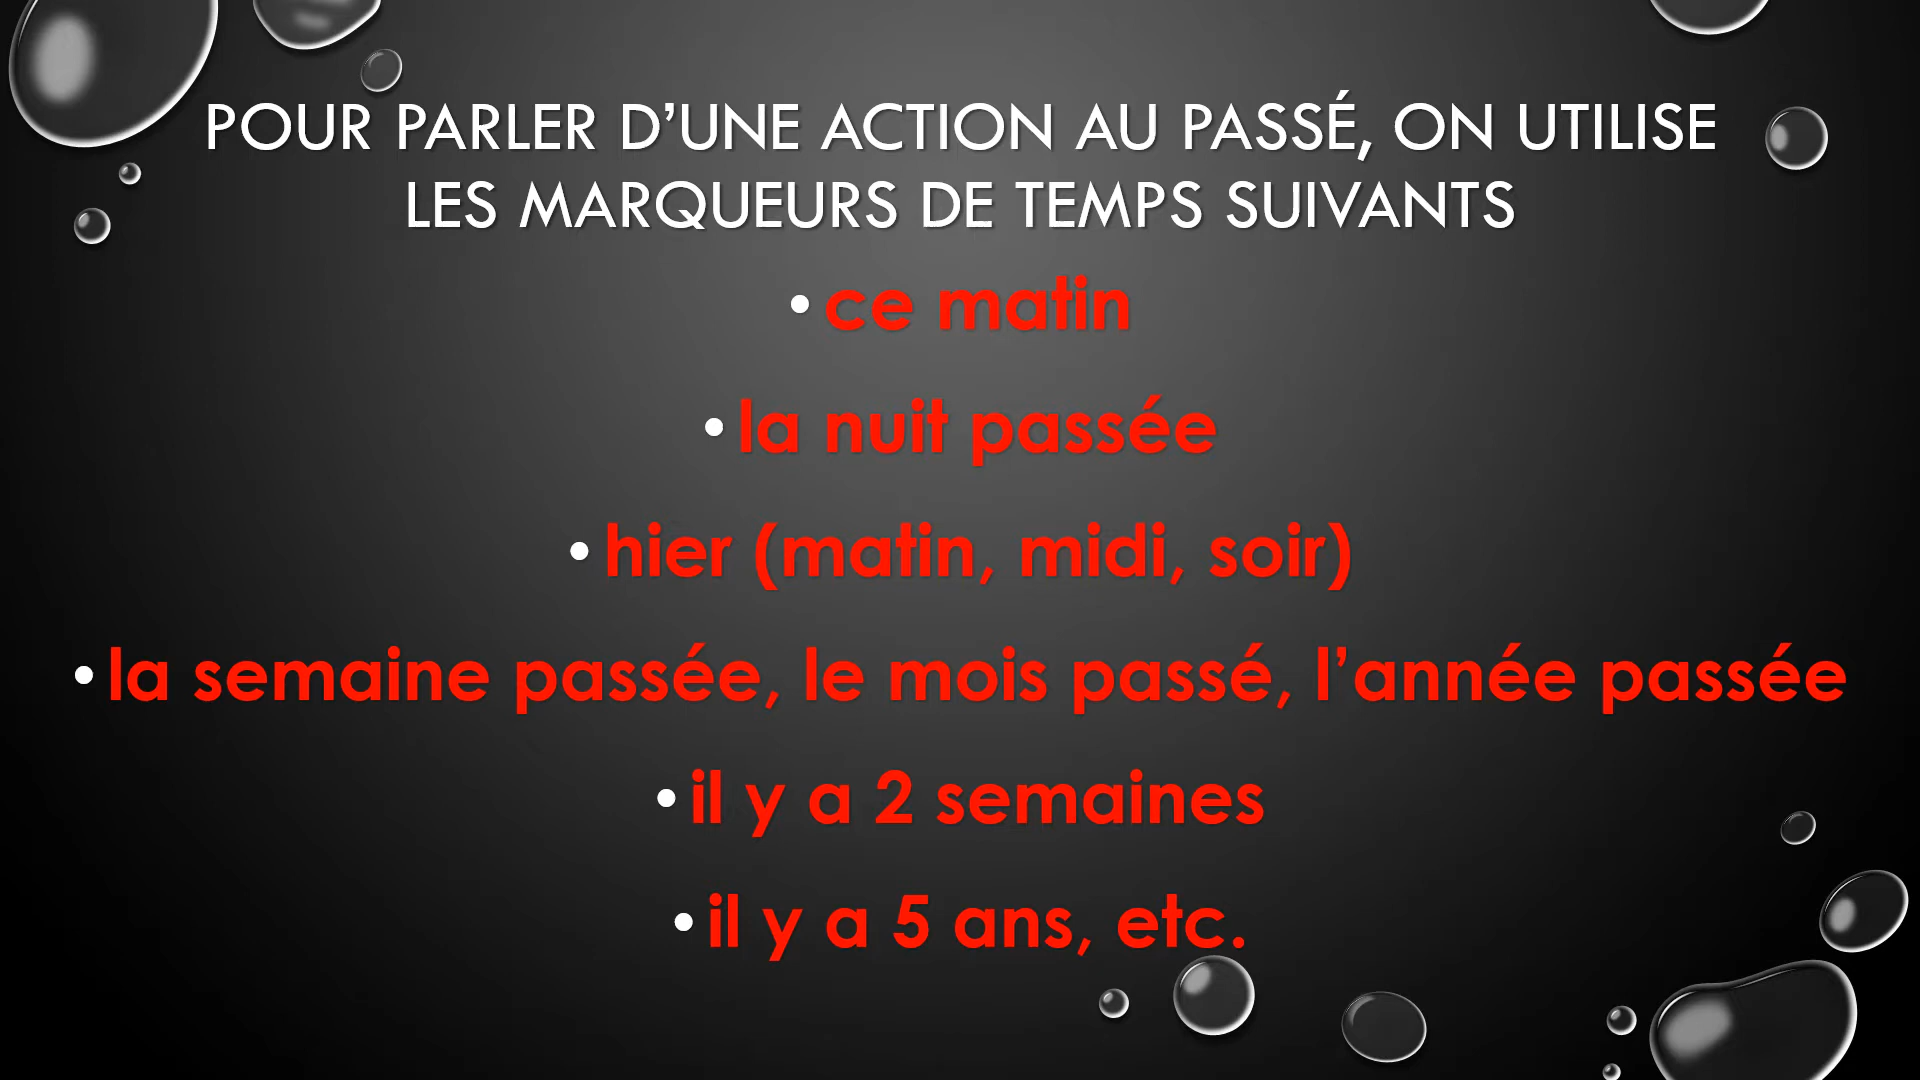 POUR PARLER D’UNE ACTION AU PASSÉ, ON UTILISE
LES MARQUEURS DE TEMPS SUIVANTS
• ce matin
• la nuit passée
• hier (matin, midi, soir)
• la semaine passée, le mois passé, l’année passée
• il y a 2 semaines
• il y a 5 ans, etc.